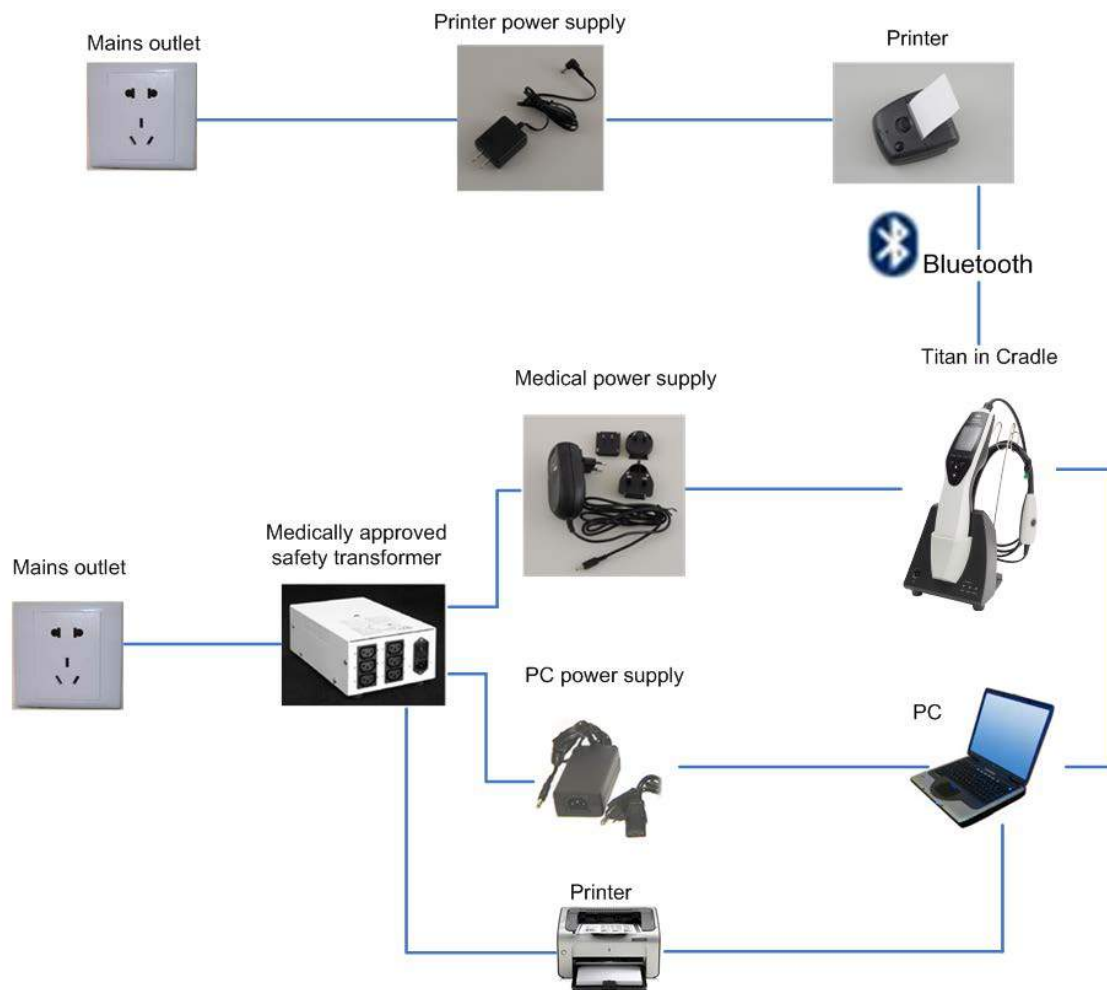 Printer power supply
Mains outlet
Printer
Bluetooth
Titan in Cradle
Medical power supply
Medically approved
safety transformer
Mains outlet
PC power supply
PC
Printer